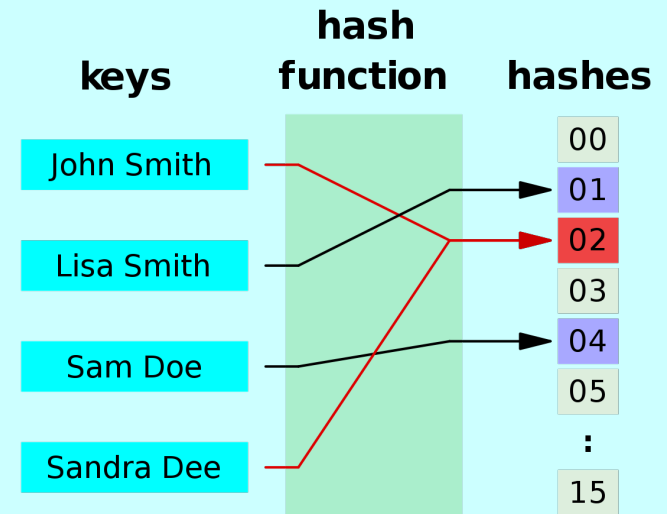 keys
hash
function
hashes
John Smith
Lisa Smith
Sam Doe
Sandra Dee
00
01
02
03
04
05
:
15